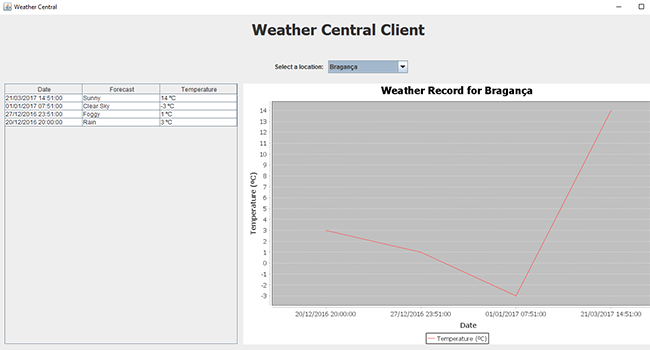 Weather Central
Weather Central Client
Select a location: Bragança
Date Forecast Temperature
21/03/2017 14:51:00 Sunny 14 ºC
01/01/2017 07:51:00 Clear Sky -3 ºC
27/12/2016 23:51:00 Foggy 1 ºC
20/12/2016 20:00:00 Rain 3 ºC
Weather Record for Bragança
Temperature (ºC)
14
13
12
11
10
9
8
7
6
5
4
3
2
1
0
-1
-2
-3
20/12/2016 20:00:00 27/12/2016 23:51:00 01/01/2017 07:51:00 21/03/2017 14:51:00
Date
Temperature (ºC)